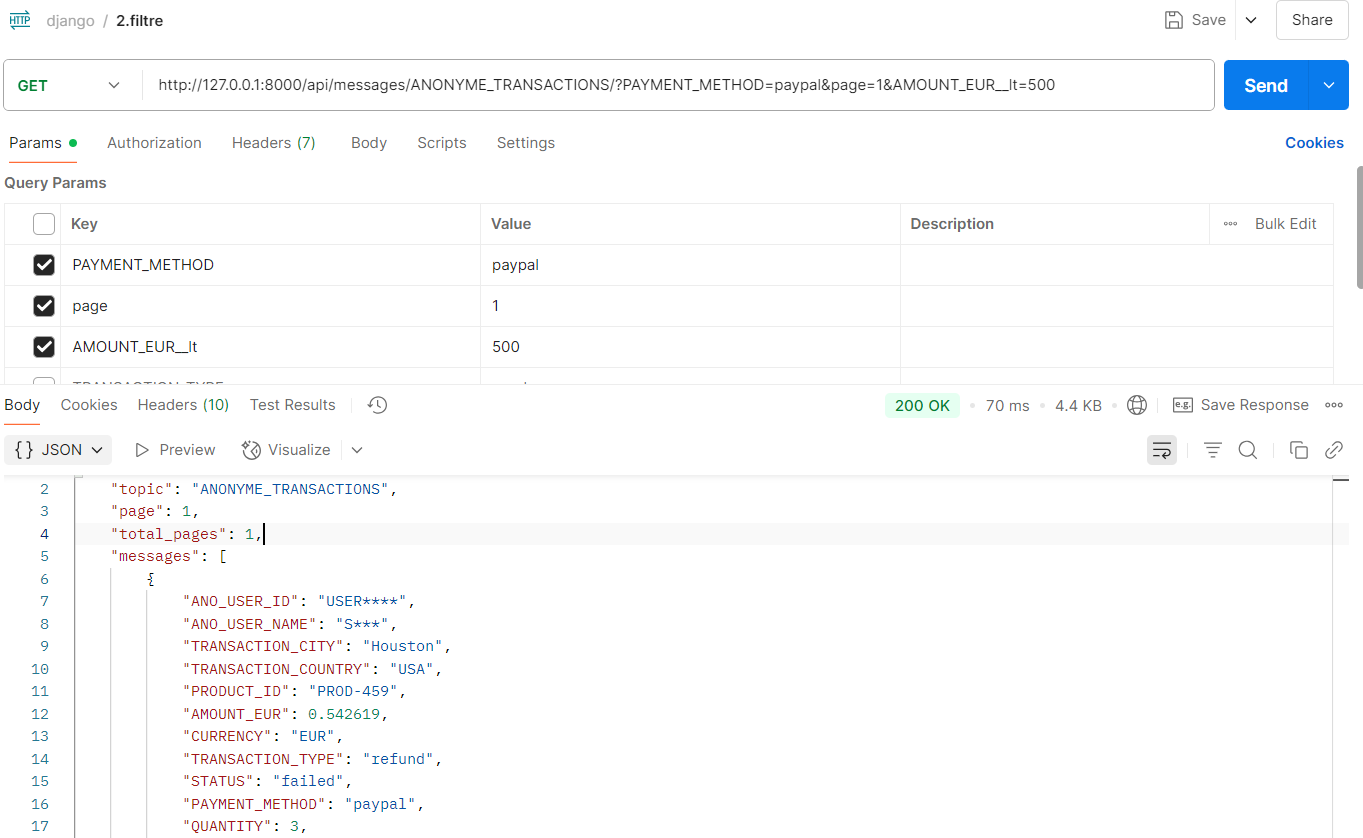 HTTP django / 2.filtre Save Share
GET http://127.0.0.1:8000/api/messages/ANONYME_TRANSACTIONS/?PAYMENT_METHOD=paypal&page=1&AMOUNT_EUR__lt=500 Send
Params Authorization Headers (7) Body Scripts Settings Cookies
Query Params
Key Value Description Bulk Edit
PAYMENT_METHOD paypal
page 1
AMOUNT_EUR__lt 500
Body Cookies Headers (10) Test Results 200 OK 70 ms 4.4 KB e.g. Save Response
{} JSON Preview Visualize
2 "topic": "ANONYME_TRANSACTIONS",
3 "page": 1,
4 "total_pages": 1,
5 "messages": [
6 {
7 "ANO_USER_ID": "USER****",
8 "ANO_USER_NAME": "S***",
9 "TRANSACTION_CITY": "Houston",
10 "TRANSACTION_COUNTRY": "USA",
11 "PRODUCT_ID": "PROD-459",
12 "AMOUNT_EUR": 0.542619,
13 "CURRENCY": "EUR",
14 "TRANSACTION_TYPE": "refund",
15 "STATUS": "failed",
16 "PAYMENT_METHOD": "paypal",
17 "QUANTITY": 3,